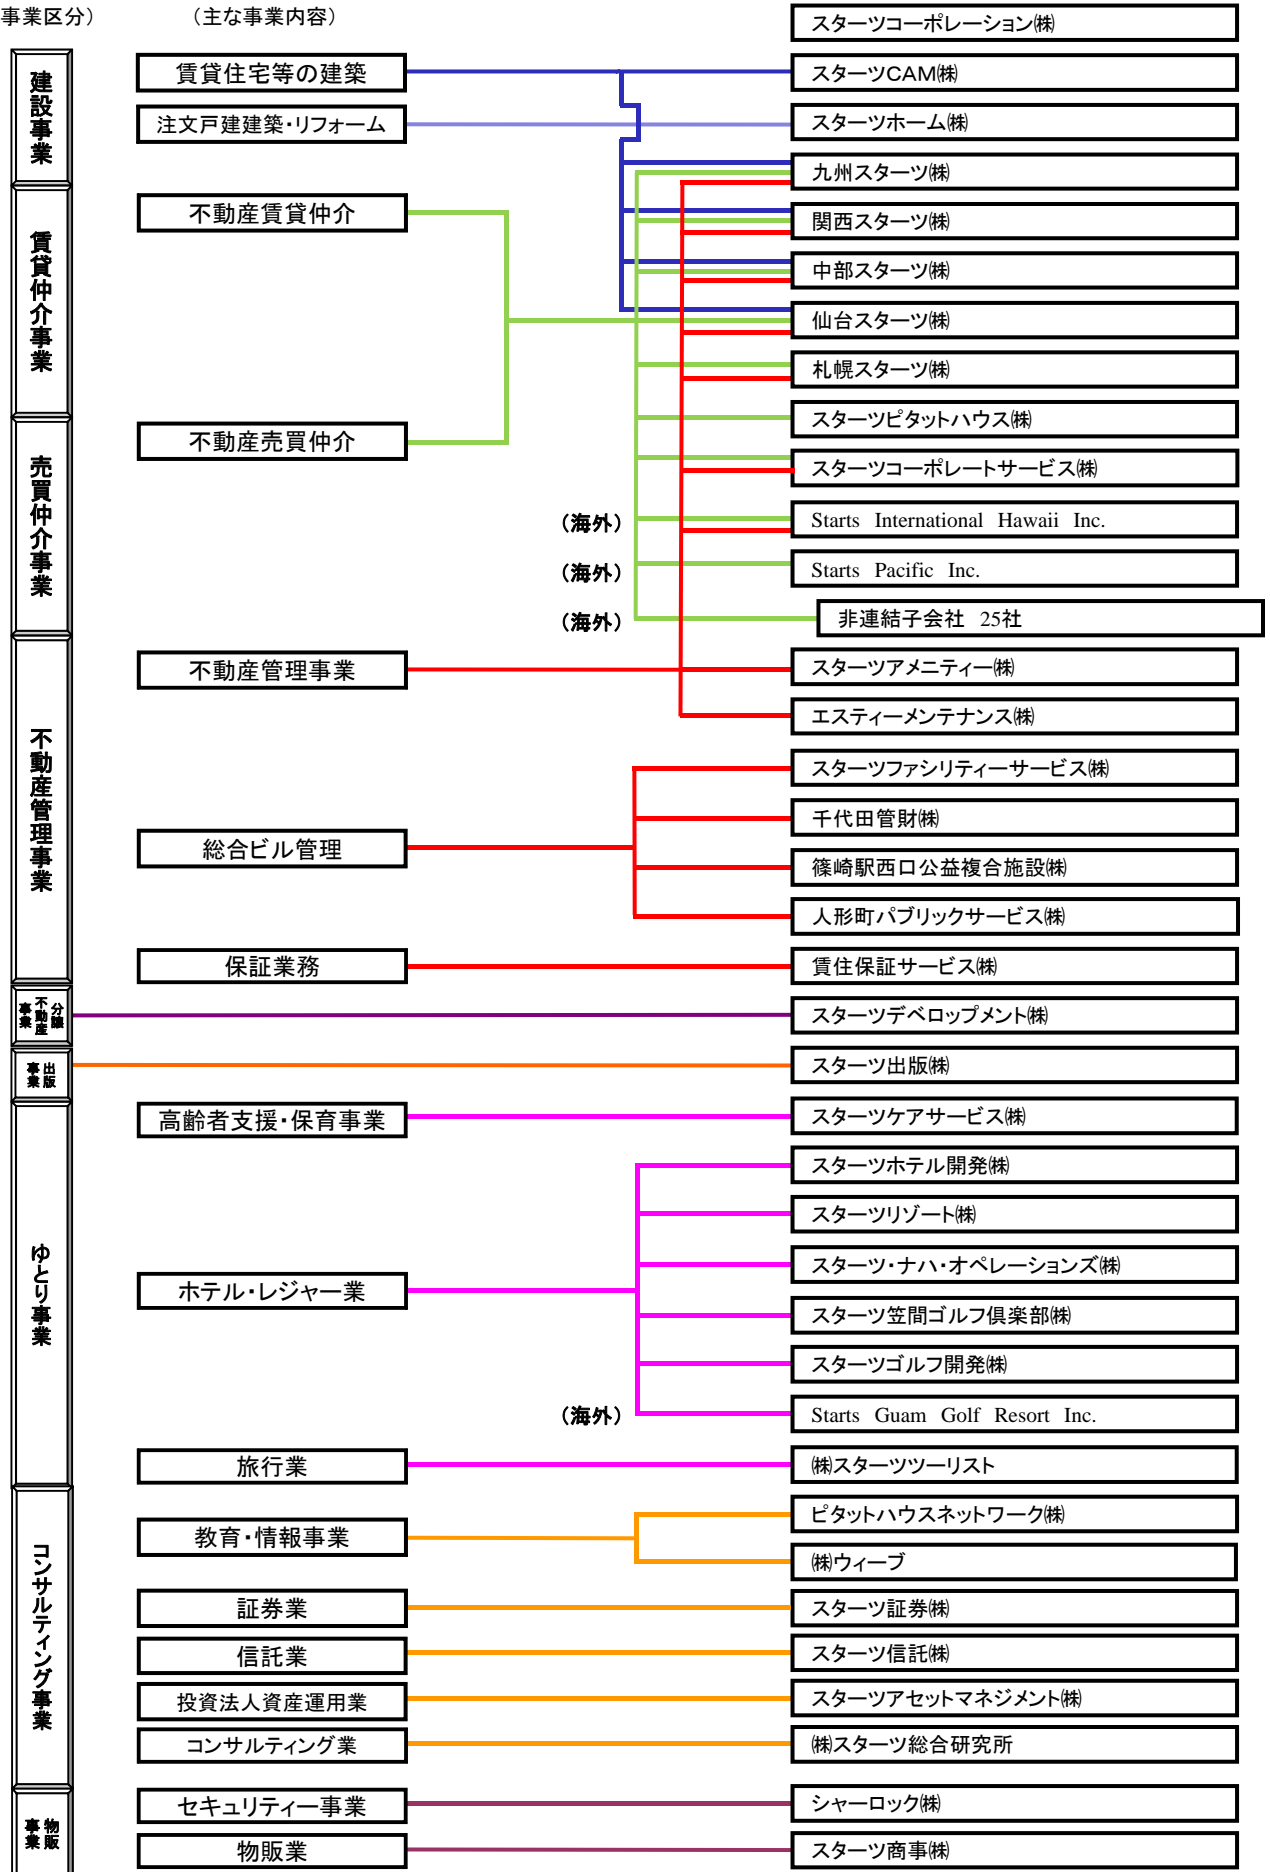 事業区分）
（主な事業内容）
スターツコーポレーション㈱
建設事業
賃貸住宅等の建築
スターツCAM㈱
注文戸建建築・リフォーム
スターツホーム㈱
九州スターツ㈱
賃貸仲介事業
不動産賃貸仲介
関西スターツ㈱
中部スターツ㈱
仙台スターツ㈱
札幌スターツ㈱
売買仲介事業
不動産売買仲介
スターツピタットハウス㈱
スターツコーポレートサービス㈱
（海外）
Starts International Hawaii Inc.
（海外）
Starts Pacific Inc.
（海外）
非連結子会社 25社
不動産管理事業
不動産管理事業
スターツアメニティー㈱
エスティーメンテナンス㈱
総合ビル管理
スターツファシリティーサービス㈱
千代田管財㈱
篠崎駅西口公益複合施設㈱
人形町パブリックサービス㈱
保証業務
賃住保証サービス㈱
分譲
不動産
事業
スターツデベロップメント㈱
出版
事業
スターツ出版㈱
ゆとり事業
高齢者支援・保育事業
スターツケアサービス㈱
ホテル・レジャー業
スターツホテル開発㈱
スターツリゾート㈱
スターツ・ナハ・オペレーションズ㈱
スターツ笠間ゴルフ倶楽部㈱
スターツゴルフ開発㈱
（海外）
Starts Guam Golf Resort Inc.
旅行業
㈱スターツツーリスト
コンサルティング事業
教育・情報事業
ピタットハウスネットワーク㈱
㈱ウィーブ
証券業
スターツ証券㈱
信託業
スターツ信託㈱
投資法人資産運用業
スターツアセットマネジメント㈱
コンサルティング業
㈱スターツ総合研究所
物販
事業
セキュリティー事業
シャーロック㈱
物販業
スターツ商事㈱